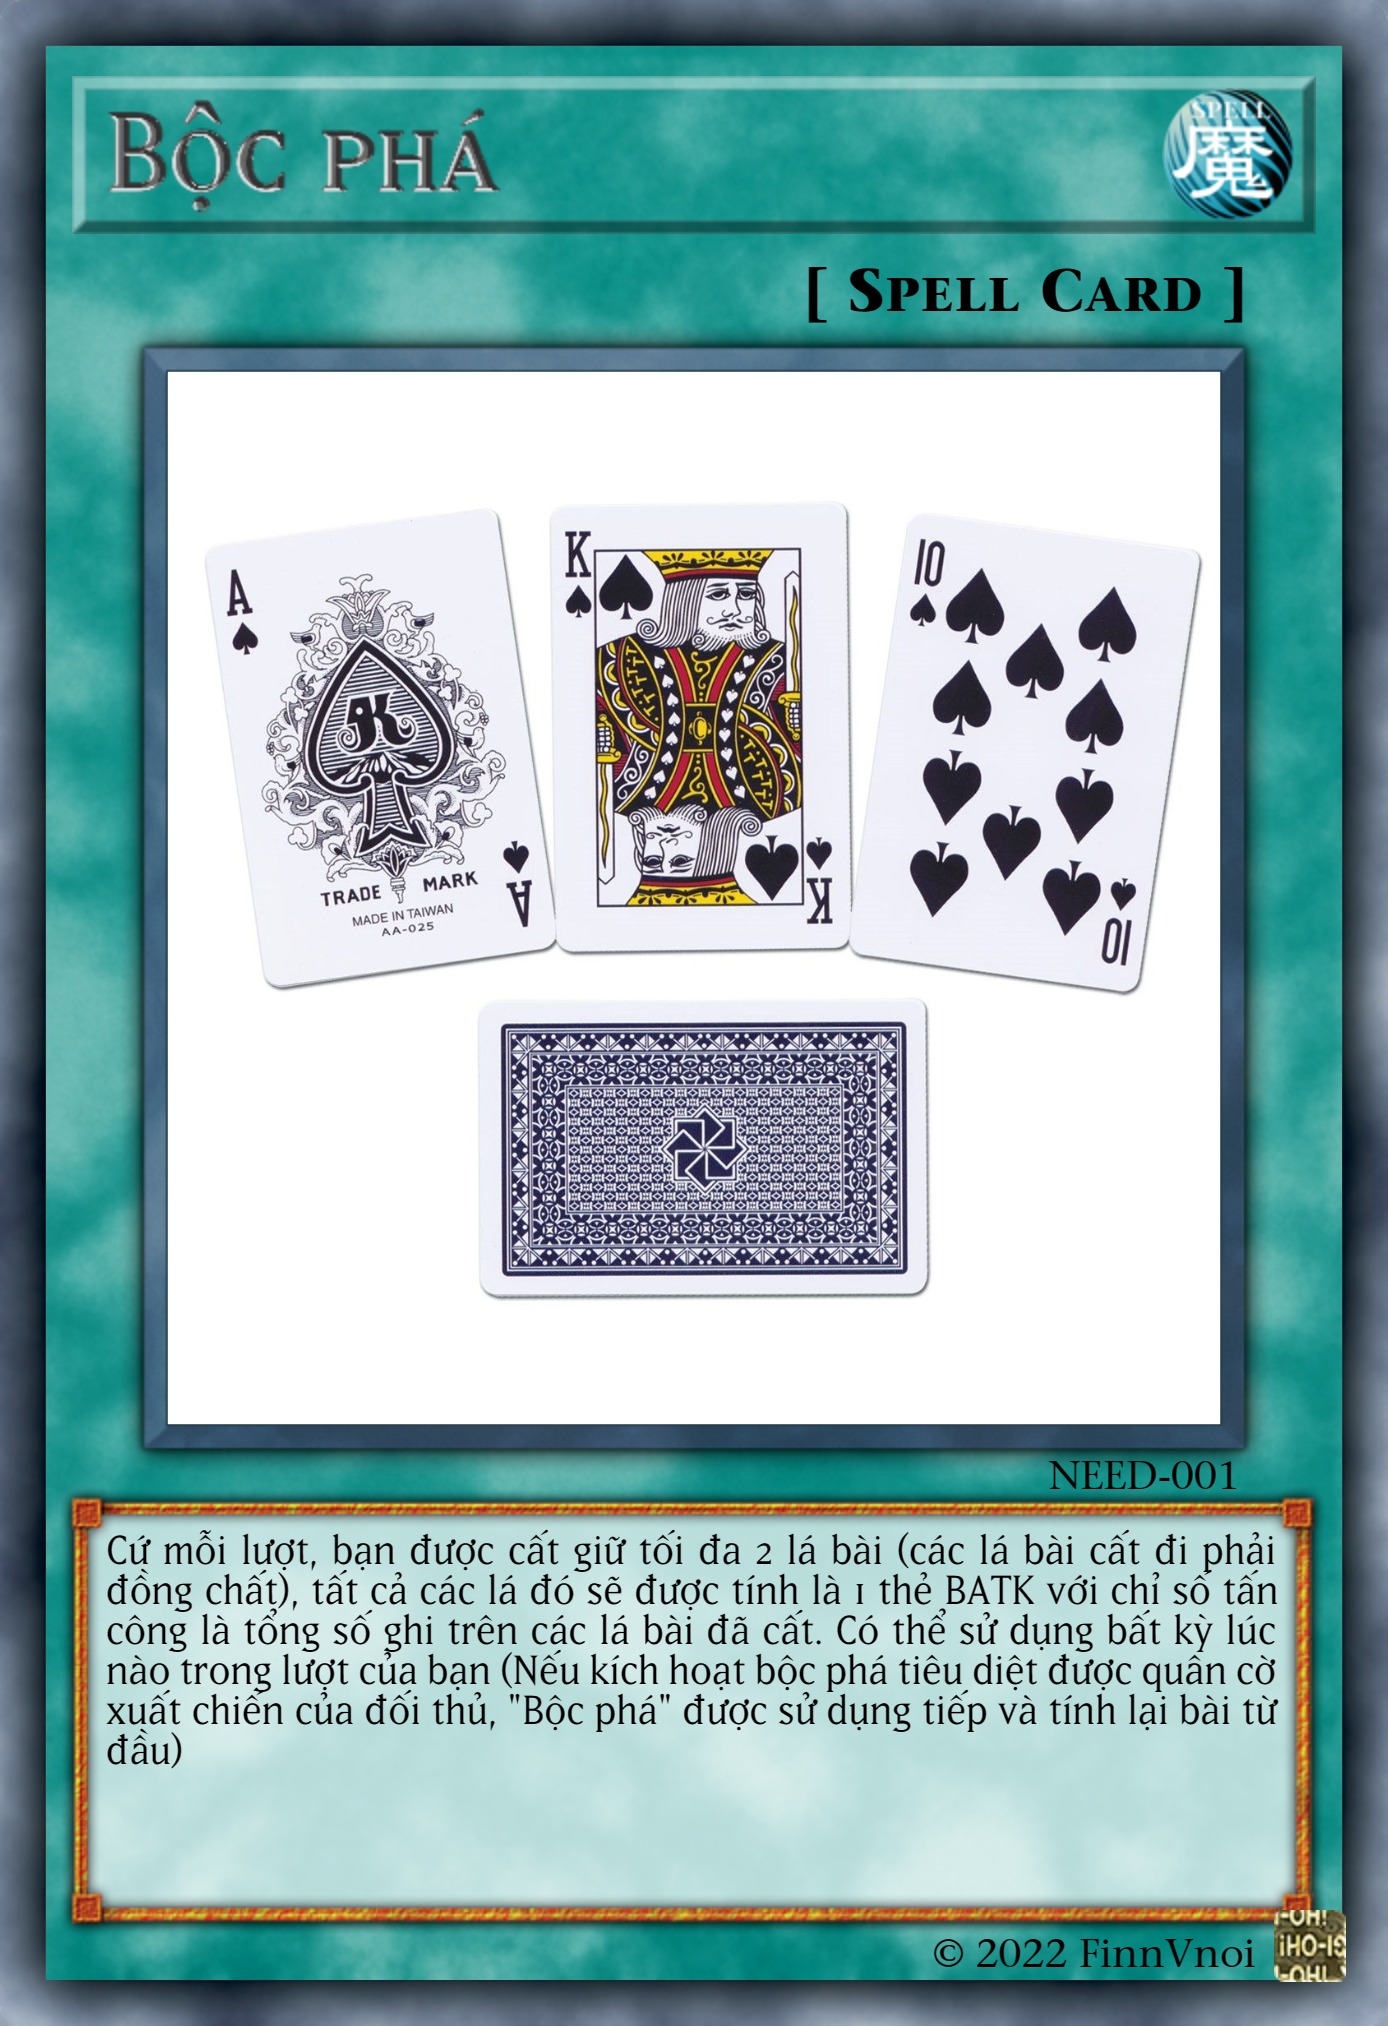 Bộc phá
SPELL
魔
[ Spell Card ]
A
K
10
TRADE MARK
MADE IN TAIWAN
AA-025
A
K
10
NEED-001
Cứ mỗi lượt, bạn được cất giữ tối đa 2 lá bài (các lá bài cất đi phải
đồng chất), tất cả các lá đó sẽ được tính là 1 thẻ BATK với chỉ số tấn
công là tổng số ghi trên các lá bài đã cất. Có thể sử dụng bất kỳ lúc
nào trong lượt của bạn (Nếu kích hoạt bộc phá tiêu diệt được quân cờ
xuất chiến của đối thủ, "Bộc phá" được sử dụng tiếp và tính lại bài từ
đầu)
© 2022 FinnVnoi